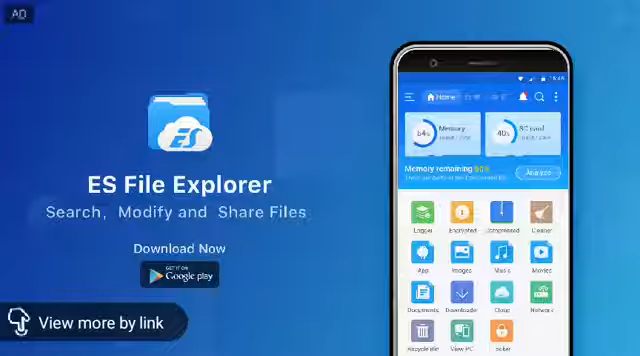 AD
ES
ES File Explorer
Search, Modify and Share Files
Download Now
GET IT ON
Google play
View more by link
Home
Memory
Memory remaining
Analyze
Logger
Encrypted
Compressed
Cleaner
App
Images
Music
Movies
Documents
Downloader
Cloud
Network
Recycle Bin
View PC